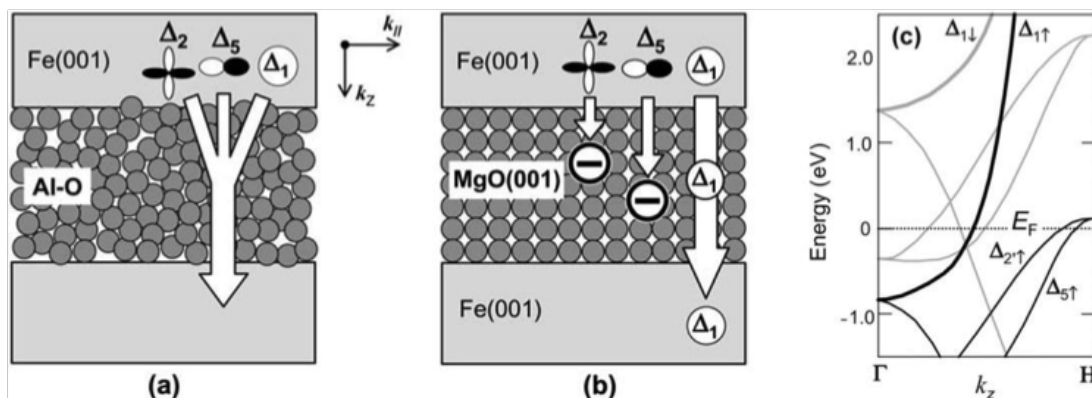 Δ2
Δ5
Δ1
Fe(001)
Al-O
(a)
k//
kz
Δ2
Δ5
Δ1
Fe(001)
MgO(001)
Δ1
Fe(001)
Δ1
(b)
(c)
Δ1↓
Δ1↑
2.0
1.0
0
-1.0
Energy (eV)
EF
Δ2'↑
Δ5↑
Γ
kz
H